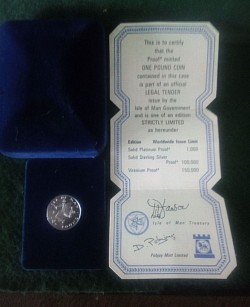 This is to certify
that the
Proof minted
ONE POUND COIN
contained in this case
is part of an official
LEGAL TENDER
issue by the
Isle of Man Government
and is one of an edition
STRICTLY LIMITED
as hereunder.
Edition Worldwide Issue Limit
Solid Platinum Proof 1,000
Solid Sterling Silver
Proof 100,000
Virenium Proof 150,000
Isle of Man Treasury
Pobjoy Mint Limited